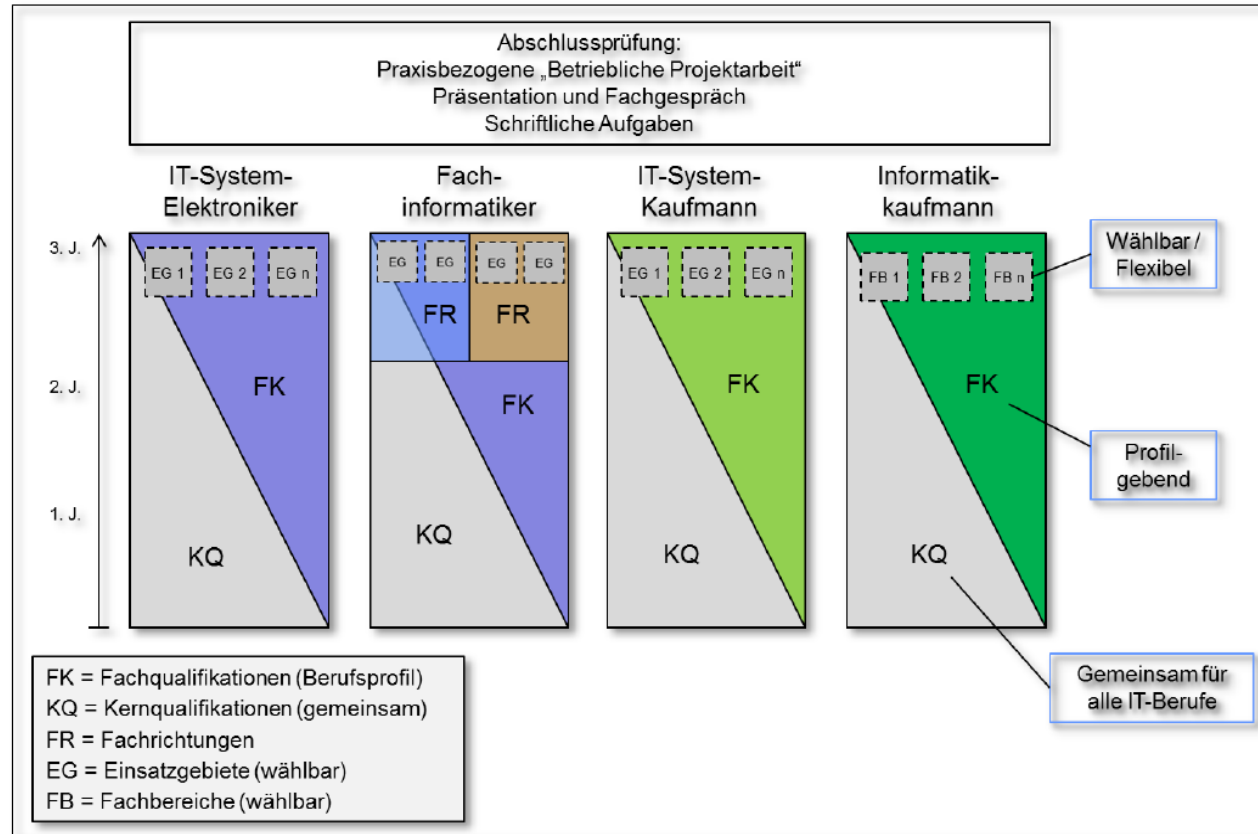 Abschlussprüfung:
Praxisbezogene „Betriebliche Projektarbeit“
Präsentation und Fachgespräch
Schriftliche Aufgaben
IT-System-
Elektroniker
Fach-
informatiker
IT-System-
Kaufmann
Informatik-
kaufmann
3. J.
2. J.
1. J.
EG 1 EG 2 EG n
FK
KQ
EG EG EG EG
FR FR
FK
KQ
EG 1 EG 2 EG n
FK
KQ
FB 1 FB 2 FB n
FK
KQ
Wählbar /
Flexibel
Profil-
gebend
Gemeinsam für
alle IT-Berufe
FK = Fachqualifikationen (Berufsprofil)
KQ = Kernqualifikationen (gemeinsam)
FR = Fachrichtungen
EG = Einsatzgebiete (wählbar)
FB = Fachbereiche (wählbar)